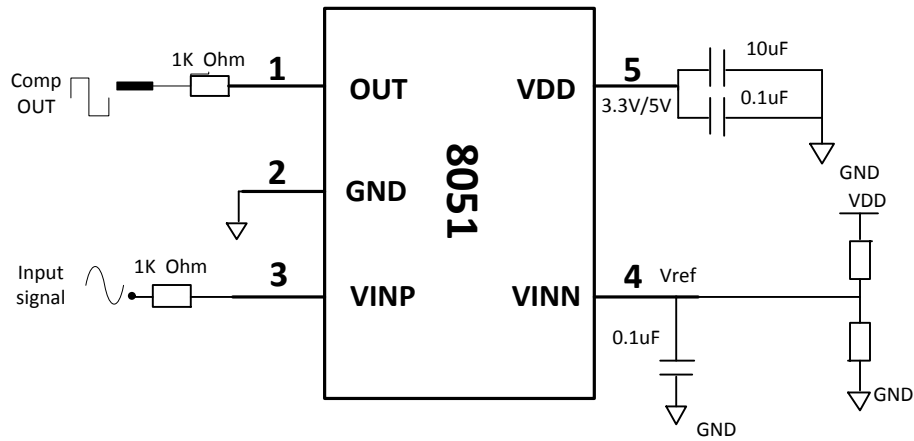 1K Ohm
1
Comp
OUT
OUT
2
GND
Input
signal
1K Ohm
3
VINP
8051
VDD
5
3.3V/5V
10uF
0.1uF
GND
VDD
VINN
4
Vref
0.1uF
GND
GND